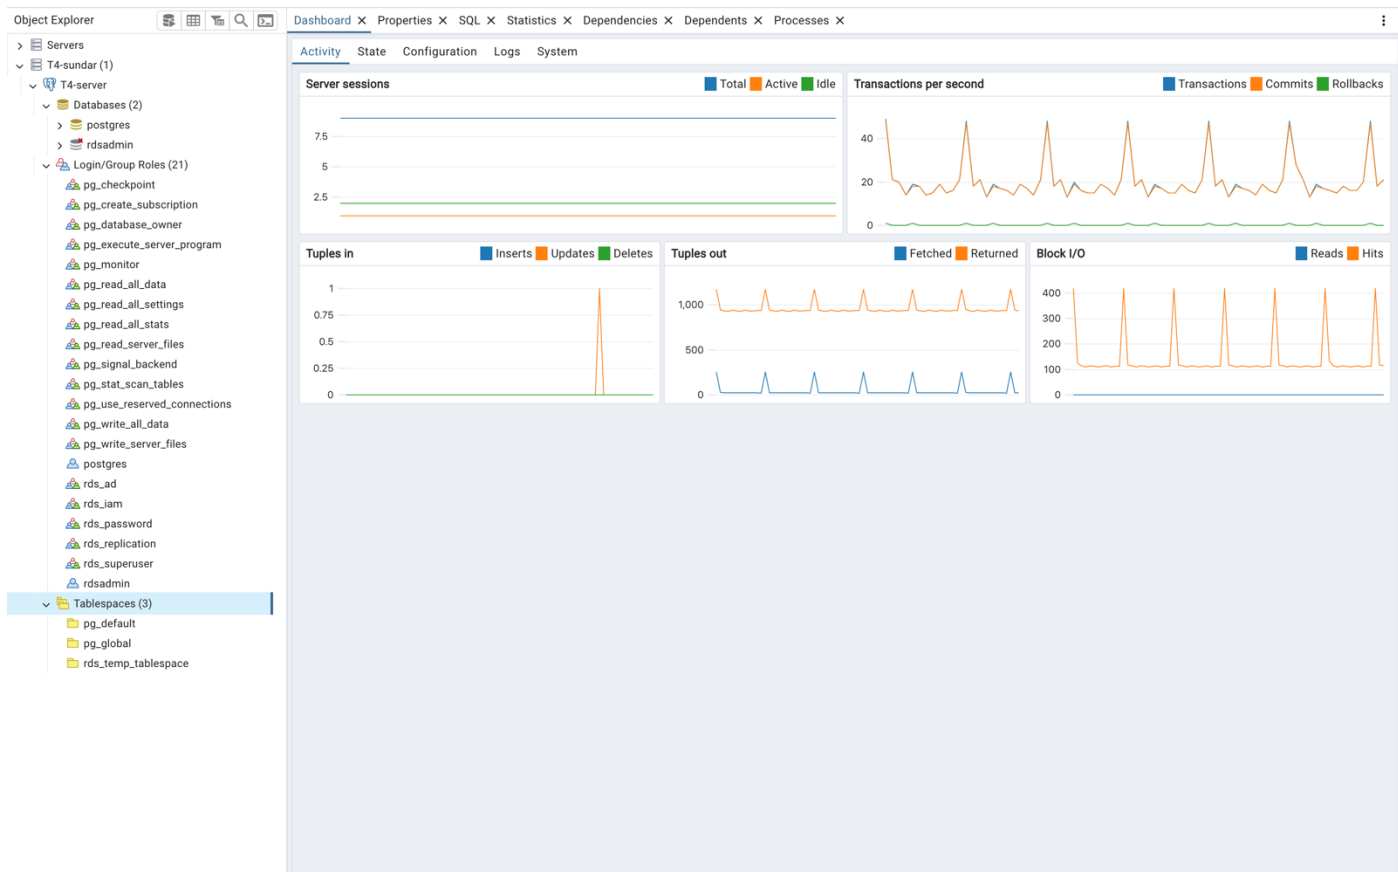 Object Explorer
Dashboard Properties SQL Statistics Dependencies Dependents Processes
Servers
T4-sundar (1)
T4-server
Databases (2)
postgres
rdsadmin
Login/Group Roles (21)
pg_checkpoint
pg_create_subscription
pg_database_owner
pg_execute_server_program
pg_monitor
pg_read_all_data
pg_read_all_settings
pg_read_all_stats
pg_read_server_files
pg_signal_backend
pg_stat_scan_tables
pg_use_reserved_connections
pg_write_all_data
pg_write_server_files
postgres
rds_ad
rds_iam
rds_password
rds_replication
rds_superuser
rdsadmin
Tablespaces (3)
pg_default
pg_global
rds_temp_tablespace
Activity State Configuration Logs System
Server sessions Total Active Idle
7.5
5
2.5
Transactions per second Transactions Commits Rollbacks
40
20
0
Tuples in Inserts Updates Deletes
1
0.75
0.5
0.25
0
Tuples out Fetched Returned
1,000
500
0
Block I/O Reads Hits
400
300
200
100
0